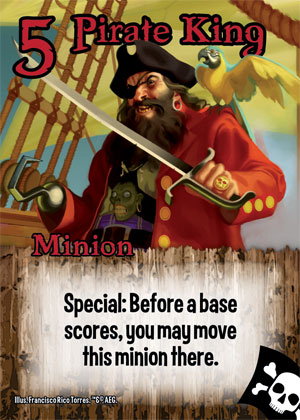 5 Pirate King
Minion
Special: Before a base
scores, you may move
this minion there.
Illus: Francisco Rico Torres. ™© AEG.